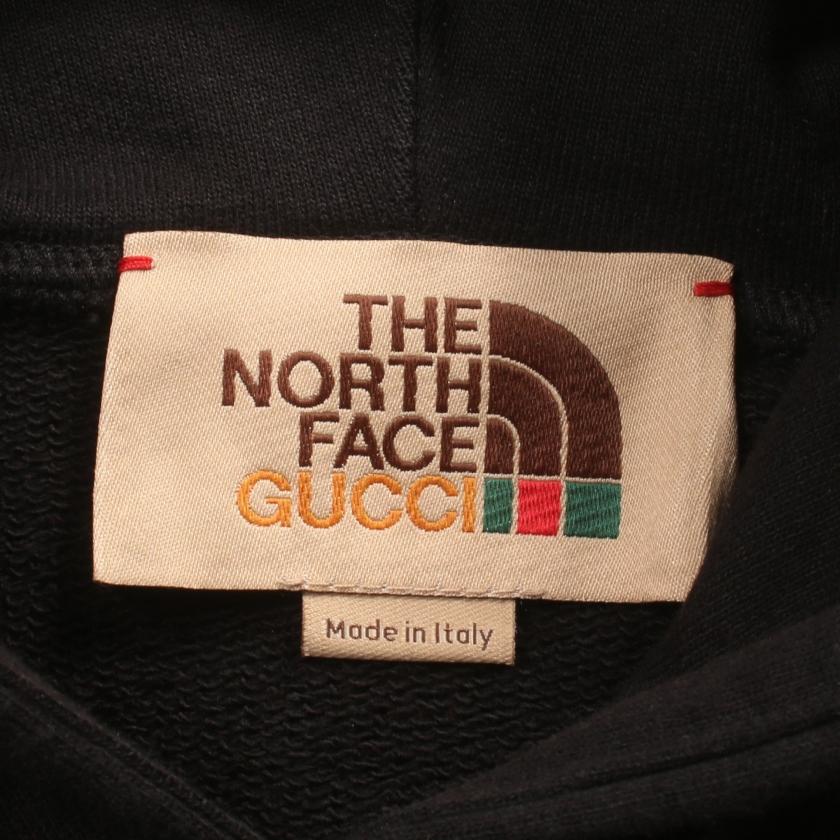 THE
NORTH
FACE
GUCCI
Made in Italy